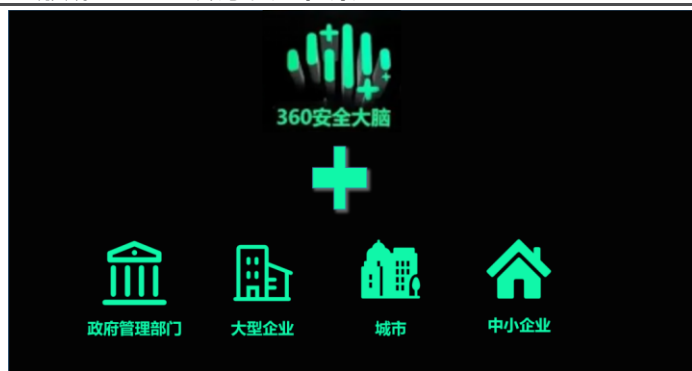 360安全大脑
政府管理部门
大型企业
城市
中小企业